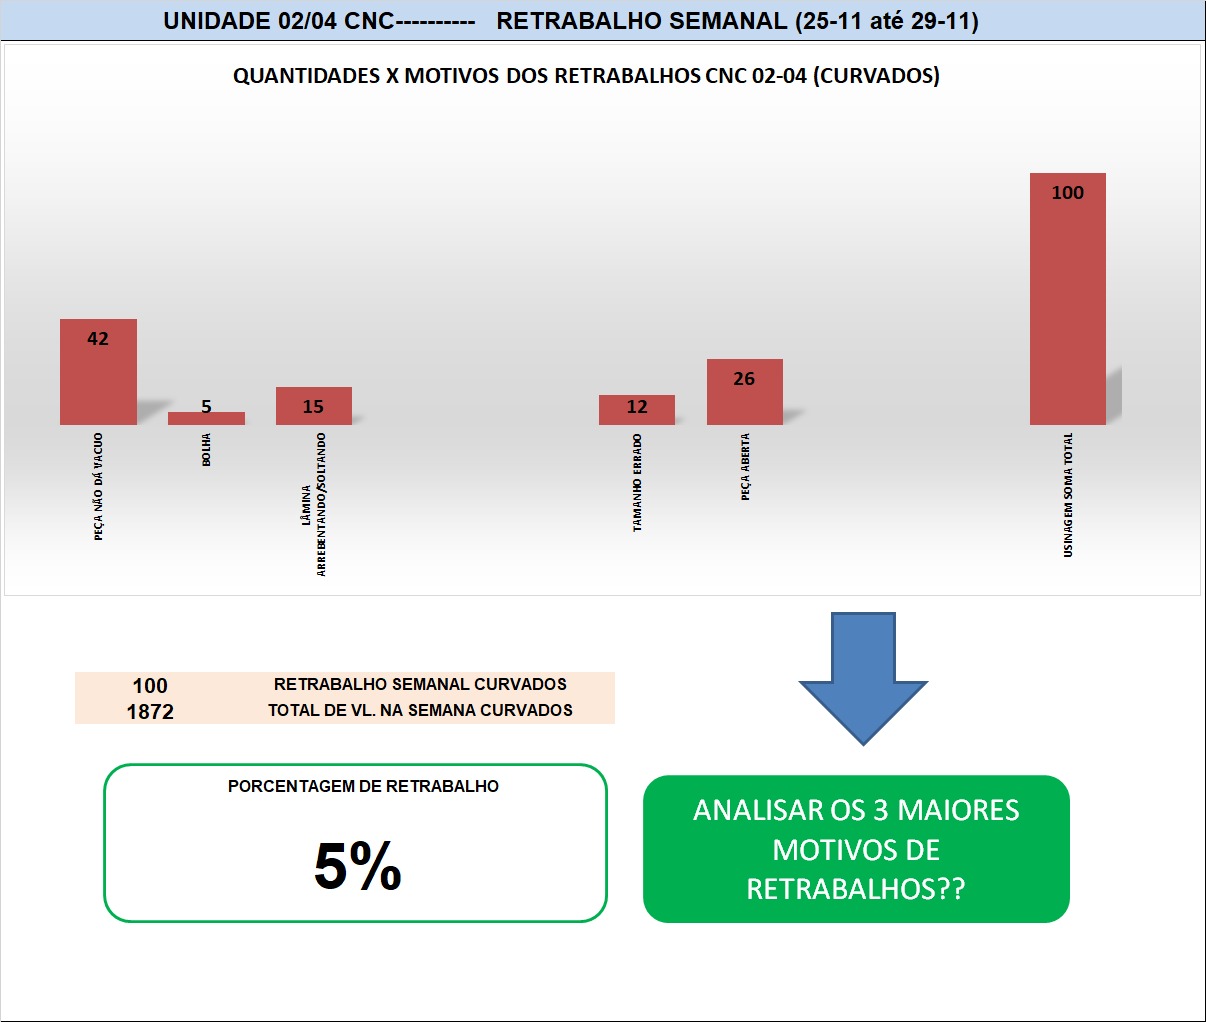 UNIDADE 02/04 CNC---------- RETRABALHO SEMANAL (25-11 até 29-11)
QUANTIDADES X MOTIVOS DOS RETRABALHOS CNC 02-04 (CURVADOS)
42
5
15
12
26
100
PEÇA NÃO DÁ VACUO
BOLHA
LÂMINA
ARREBENTANDO/SOLTANDO
TAMANHO ERRADO
PEÇA ABERTA
USINAGEM SOMA TOTAL
100 RETRABALHO SEMANAL CURVADOS
1872 TOTAL DE VL. NA SEMANA CURVADOS
PORCENTAGEM DE RETRABALHO
5%
ANALISAR OS 3 MAIORES
MOTIVOS DE
RETRABALHOS??